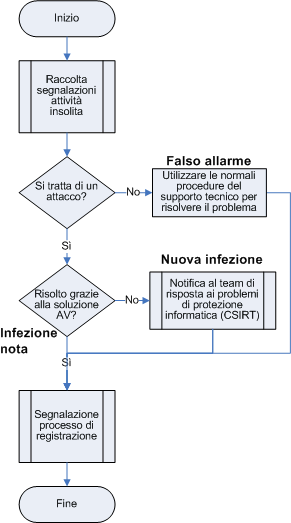 Inizio
Raccolta
segnalazioni
attività
insolita
Si tratta di un
attacco?
No
Falso allarme
Utilizzare le normali
procedure del
supporto tecnico per
risolvere il problema
Sì
Risolto grazie
alla soluzione
AV?
No
Nuova infezione
Notifica al team di
risposta ai problemi
di protezione
informatica (CSIRT)
Infezione
nota
Sì
Segnalazione
processo di
registrazione
Fine